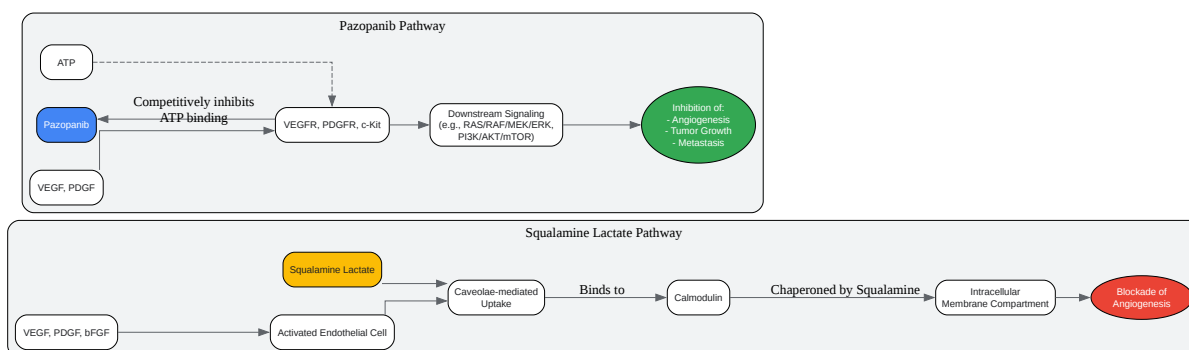 Pazopanib Pathway
ATP
Competitively inhibits
ATP binding
Pazopanib
VEGFR, PDGFR, c-Kit
Downstream Signaling
(e.g., RAS/RAF/MEK/ERK,
PI3K/AKT/mTOR)
Inhibition of:
- Angiogenesis
- Tumor Growth
- Metastasis
VEGF, PDGF
Squalamine Lactate Pathway
Squalamine Lactate
Caveolae-mediated
Uptake
Binds to
Calmodulin
Chaperoned by Squalamine
Intracellular
Membrane Compartment
Blockade of
Angiogenesis
VEGF, PDGF, bFGF
Activated Endothelial Cell